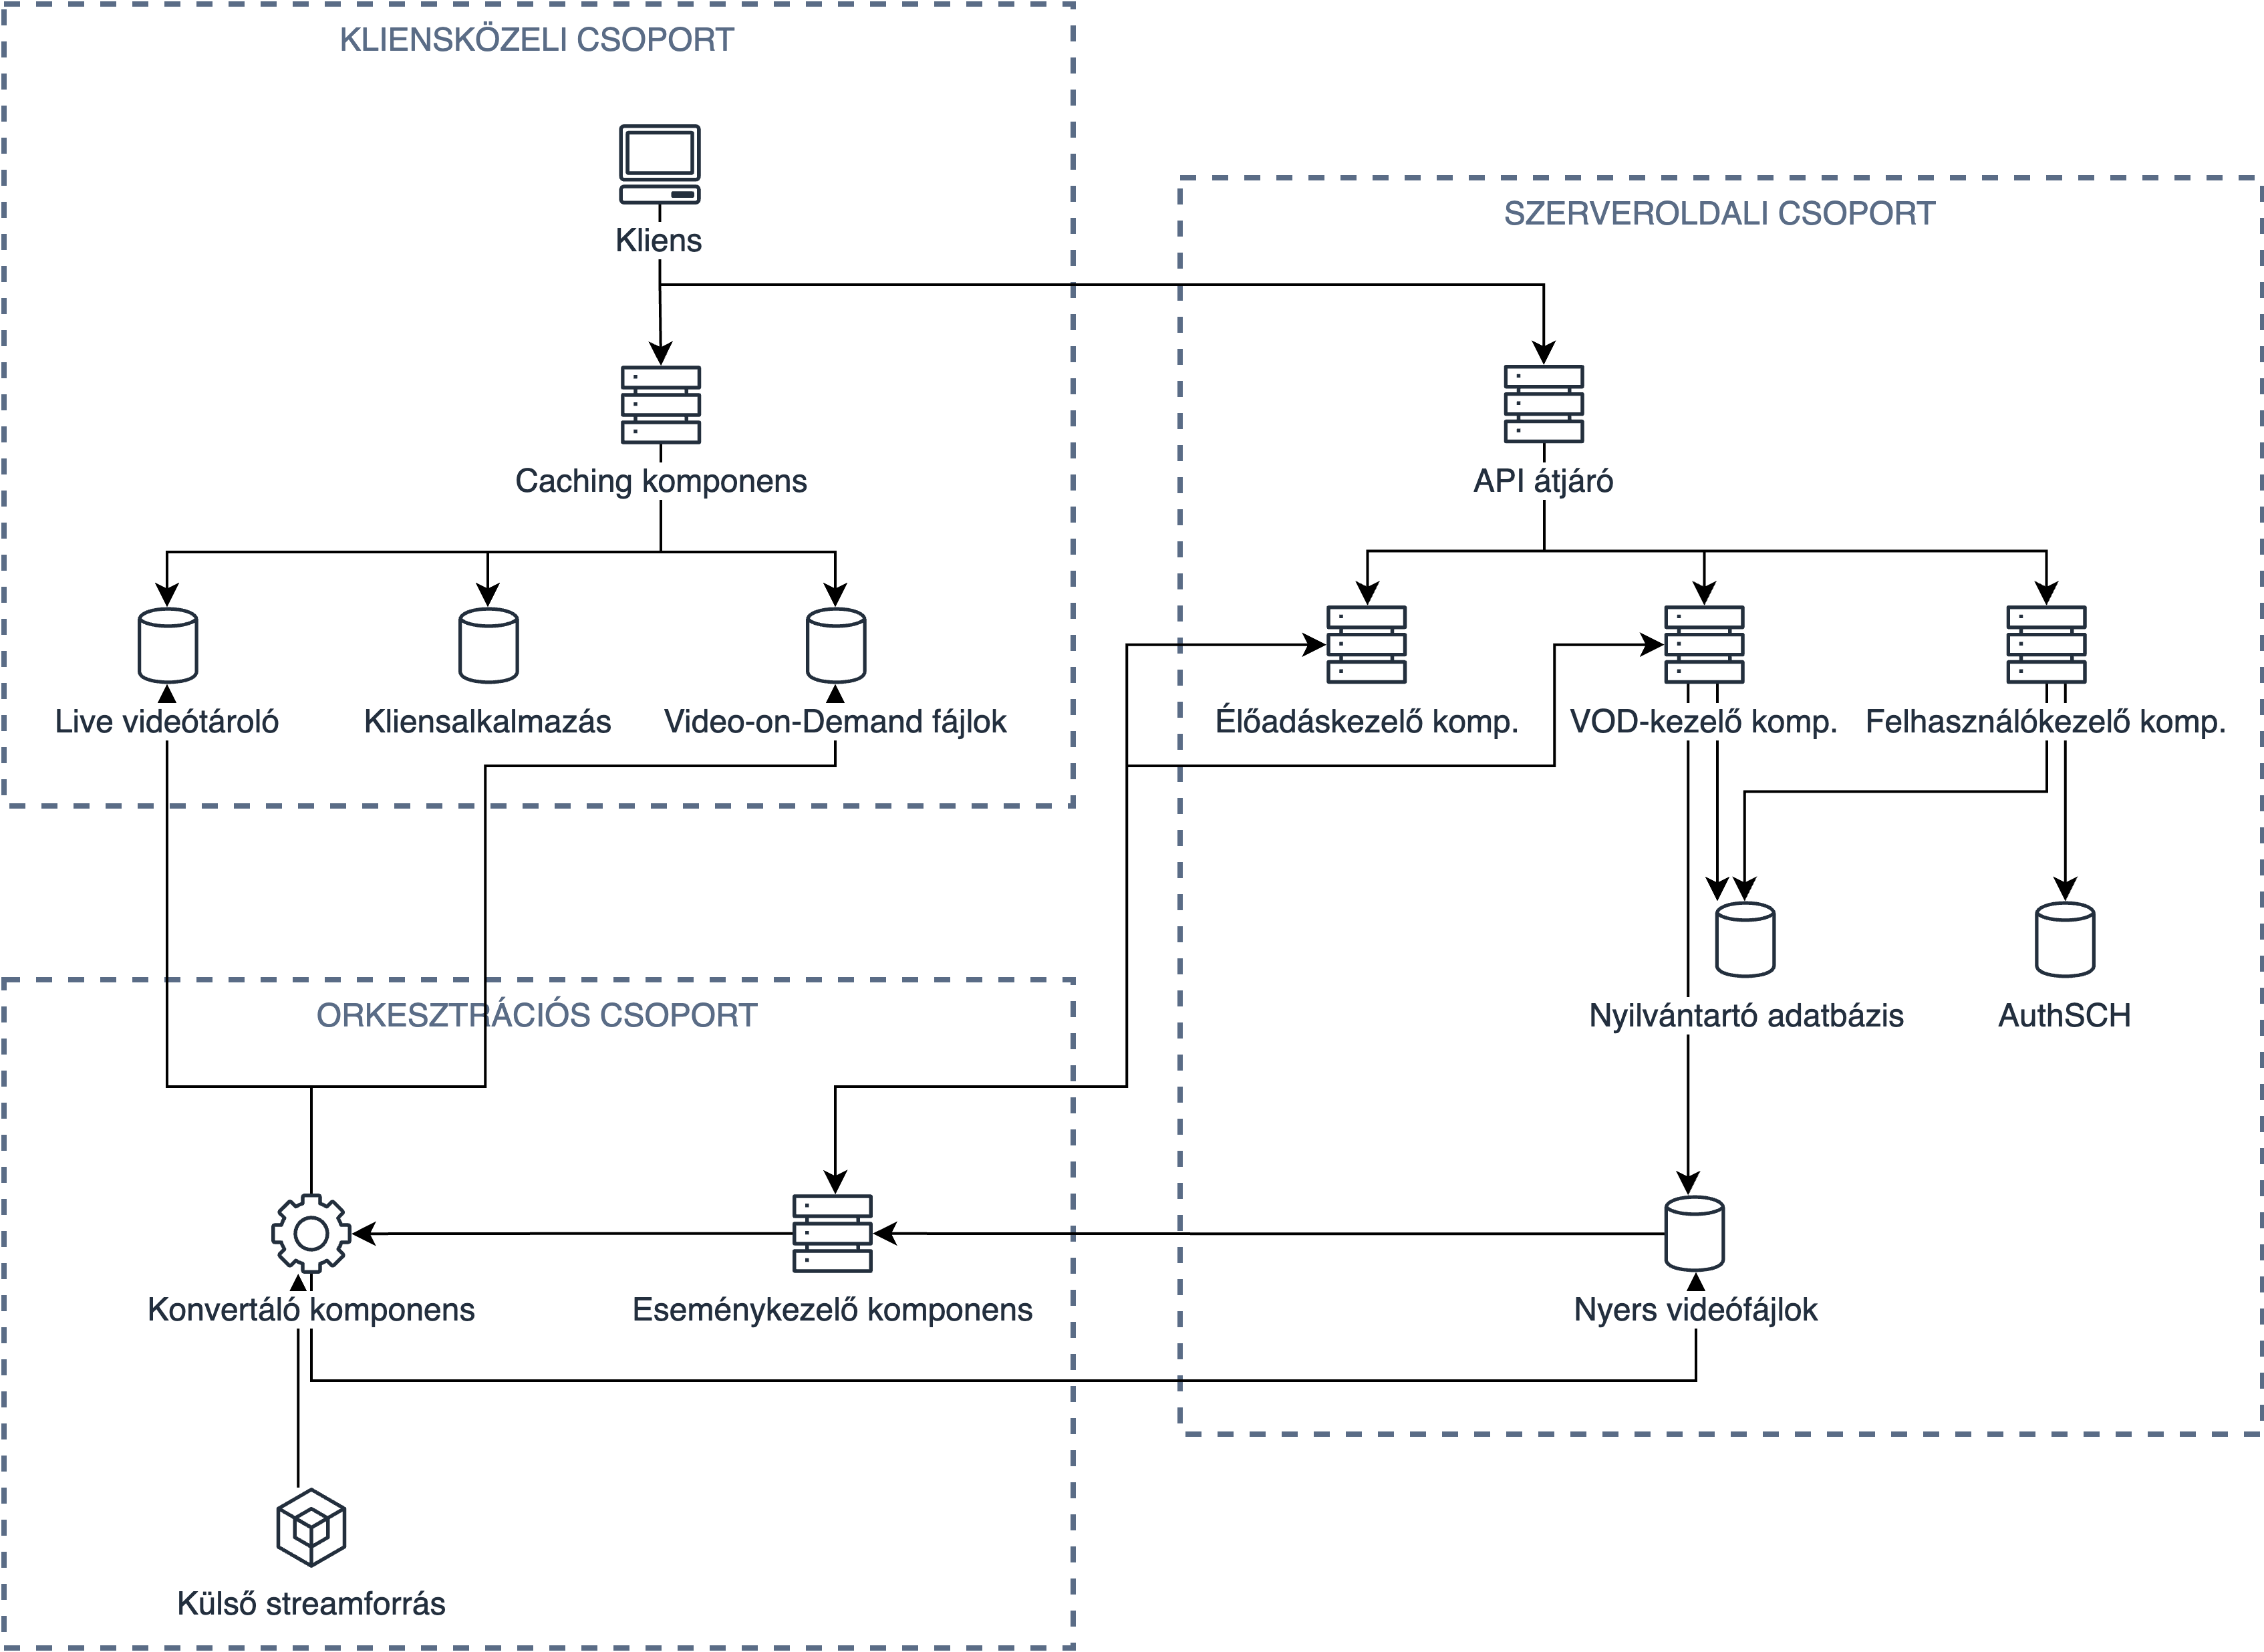 KLIENSKÖZELI CSOPORT
Kliens
Caching komponens
Live videótároló
Kliensalkalmazás
Video-on-Demand fájlok
SZERVEROLDALI CSOPORT
API átjáró
Élőadáskezelő komp.
VOD-kezelő komp.
Felhasználókezelő komp.
Nyilvántartó adatbázis
AuthSCH
Nyers videófájlok
ORKESZTRÁCIÓS CSOPORT
Konvertáló komponens
Eseménykezelő komponens
Külső streamforrás